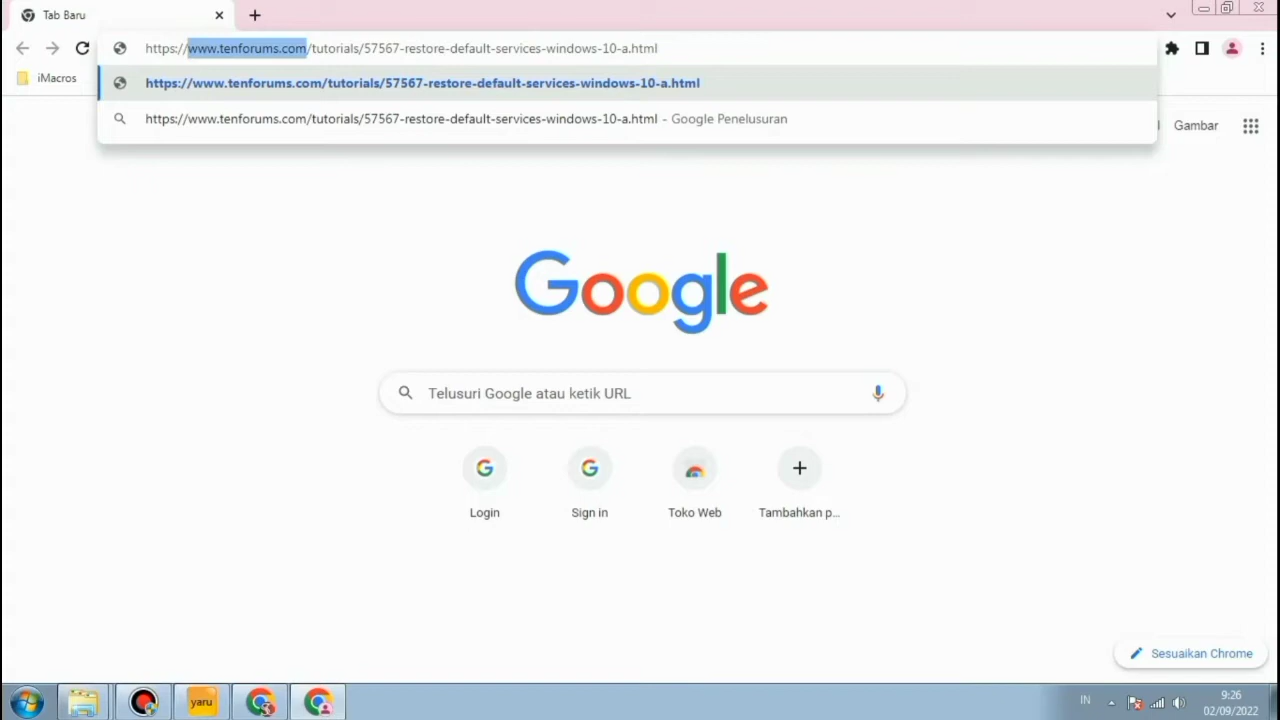 Tab Baru
https://www.tenforums.com/tutorials/57567-restore-default-services-windows-10-a.html
iMacros
https://www.tenforums.com/tutorials/57567-restore-default-services-windows-10-a.html
https://www.tenforums.com/tutorials/57567-restore-default-services-windows-10-a.html - Google Penelusuran
Gambar
Google
Telusuri Google atau ketik URL
Login
Sign in
Toko Web
Tambahkan p...
Sesuaikan Chrome
yaru
IN
9:26
02/09/2022